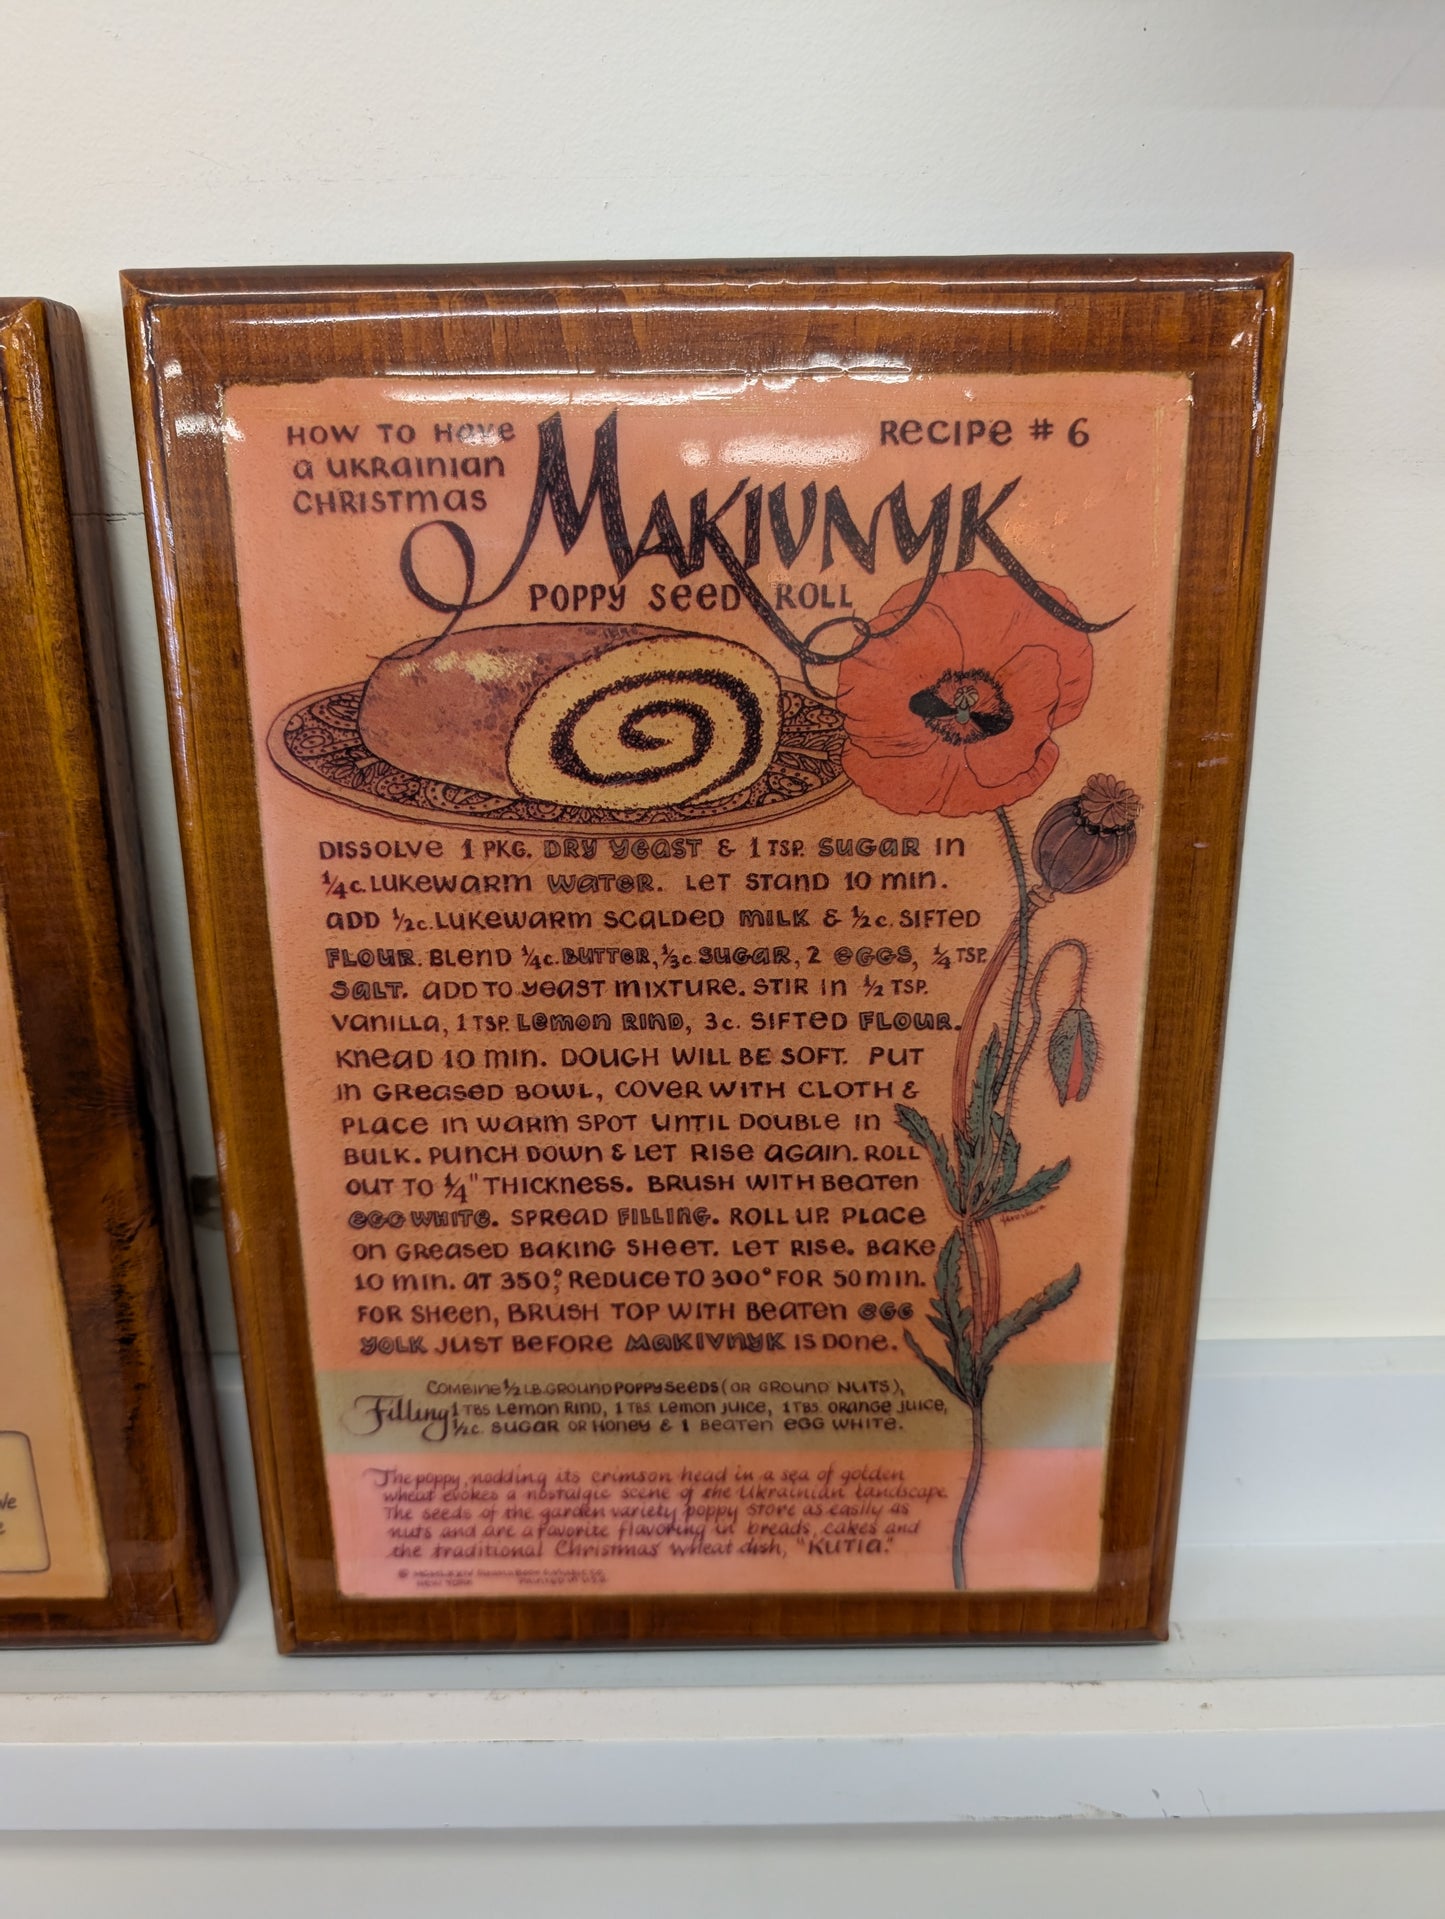 HOW TO HAVE
A UKRAINIAN
CHRISTMAS
RECIPE # 6
MAKIVNYK
POPPY SEED ROLL
DISSOLVE 1 PKG. DRY YEAST & 1 TSP. SUGAR IN
1/4 C. LUKEWARM WATER. LET STAND 10 MIN.
ADD 1/2 C. LUKEWARM SCALDED MILK & 1/2 C. SIFTED
FLOUR. BLEND 1/4 C. BUTTER, 1/3 C. SUGAR, 2 EGGS, 1/4 TSP.
SALT. ADD TO YEAST MIXTURE. STIR IN 1/2 TSP.
VANILLA, 1 TSP. LEMON RIND, 3 C. SIFTED FLOUR.
KNEAD 10 MIN. DOUGH WILL BE SOFT. PUT
IN GREASED BOWL, COVER WITH CLOTH &
PLACE IN WARM SPOT UNTIL DOUBLE IN
BULK. PUNCH DOWN & LET RISE AGAIN. ROLL
OUT TO 1/4" THICKNESS. BRUSH WITH BEATEN
EGG WHITE. SPREAD FILLING. ROLL UP. PLACE
ON GREASED BAKING SHEET. LET RISE. BAKE
10 MIN. AT 350°, REDUCE TO 300° FOR 50 MIN.
FOR SHEEN, BRUSH TOP WITH BEATEN EGG
YOLK JUST BEFORE MAKIVNYK IS DONE.
Filling
COMBINE 1/2 LB. GROUND POPPY SEEDS (OR GROUND NUTS),
1 TBS LEMON RIND, 1 TBS. LEMON JUICE, 1 TBS. ORANGE JUICE,
1/2 C. SUGAR OR HONEY & 1 BEATEN EGG WHITE.
The poppy, nodding its crimson head in a sea of golden
wheat evokes a nostalgic scene of the Ukrainian landscape.
The seeds of the garden variety poppy store as easily as
nuts and are a favorite flavoring in breads, cakes and
the traditional Christmas wheat dish, "KUTIA."
NEW YORK PRINTED IN U.S.A.